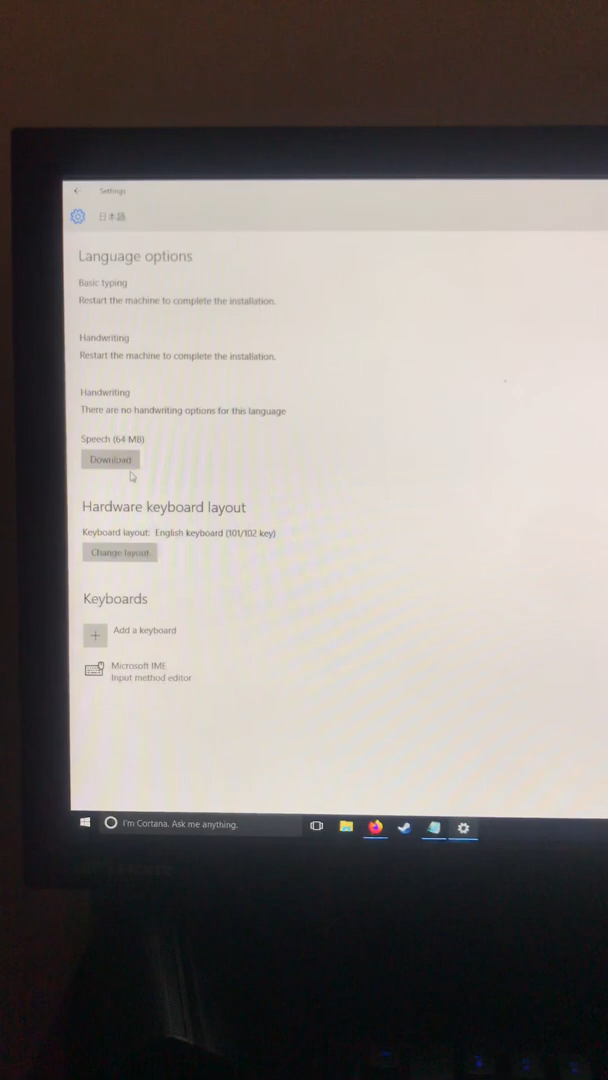 Settings
日本語
Language options
Basic typing
Restart the machine to complete the installation.
Handwriting
Restart the machine to complete the installation.
Handwriting
There are no handwriting options for this language
Speech (64 MB)
Download
Hardware keyboard layout
Keyboard layout: English keyboard (101/102 key)
Change layout
Keyboards
Add a keyboard
Microsoft IME
Input method editor
I'm Cortana. Ask me anything.